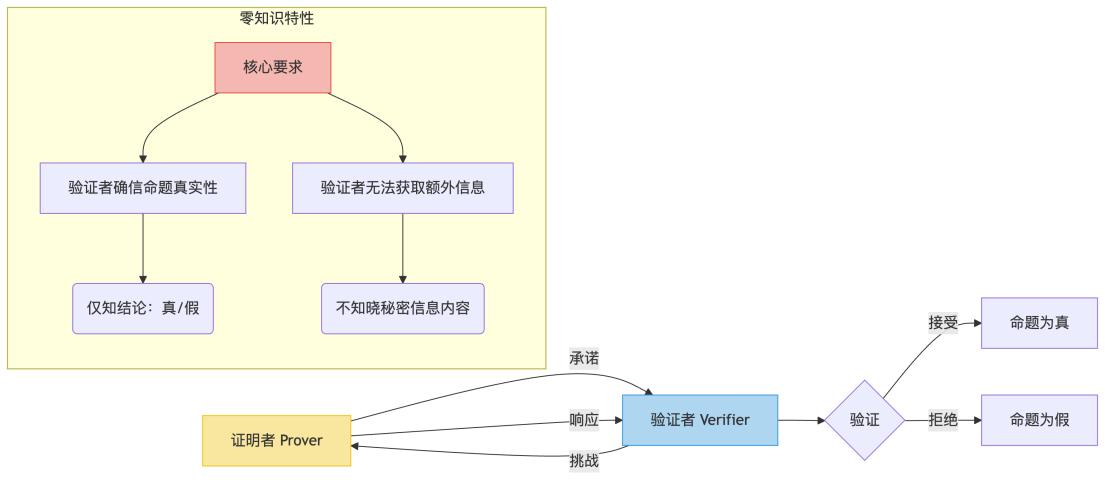 零知识特性
核心要求
验证者确信命题真实性
验证者无法获取额外信息
仅知结论：真/假
不知晓秘密信息内容
接受
命题为真
承诺
证明者 Prover
响应
验证者 Verifier
验证
拒绝
命题为假
挑战